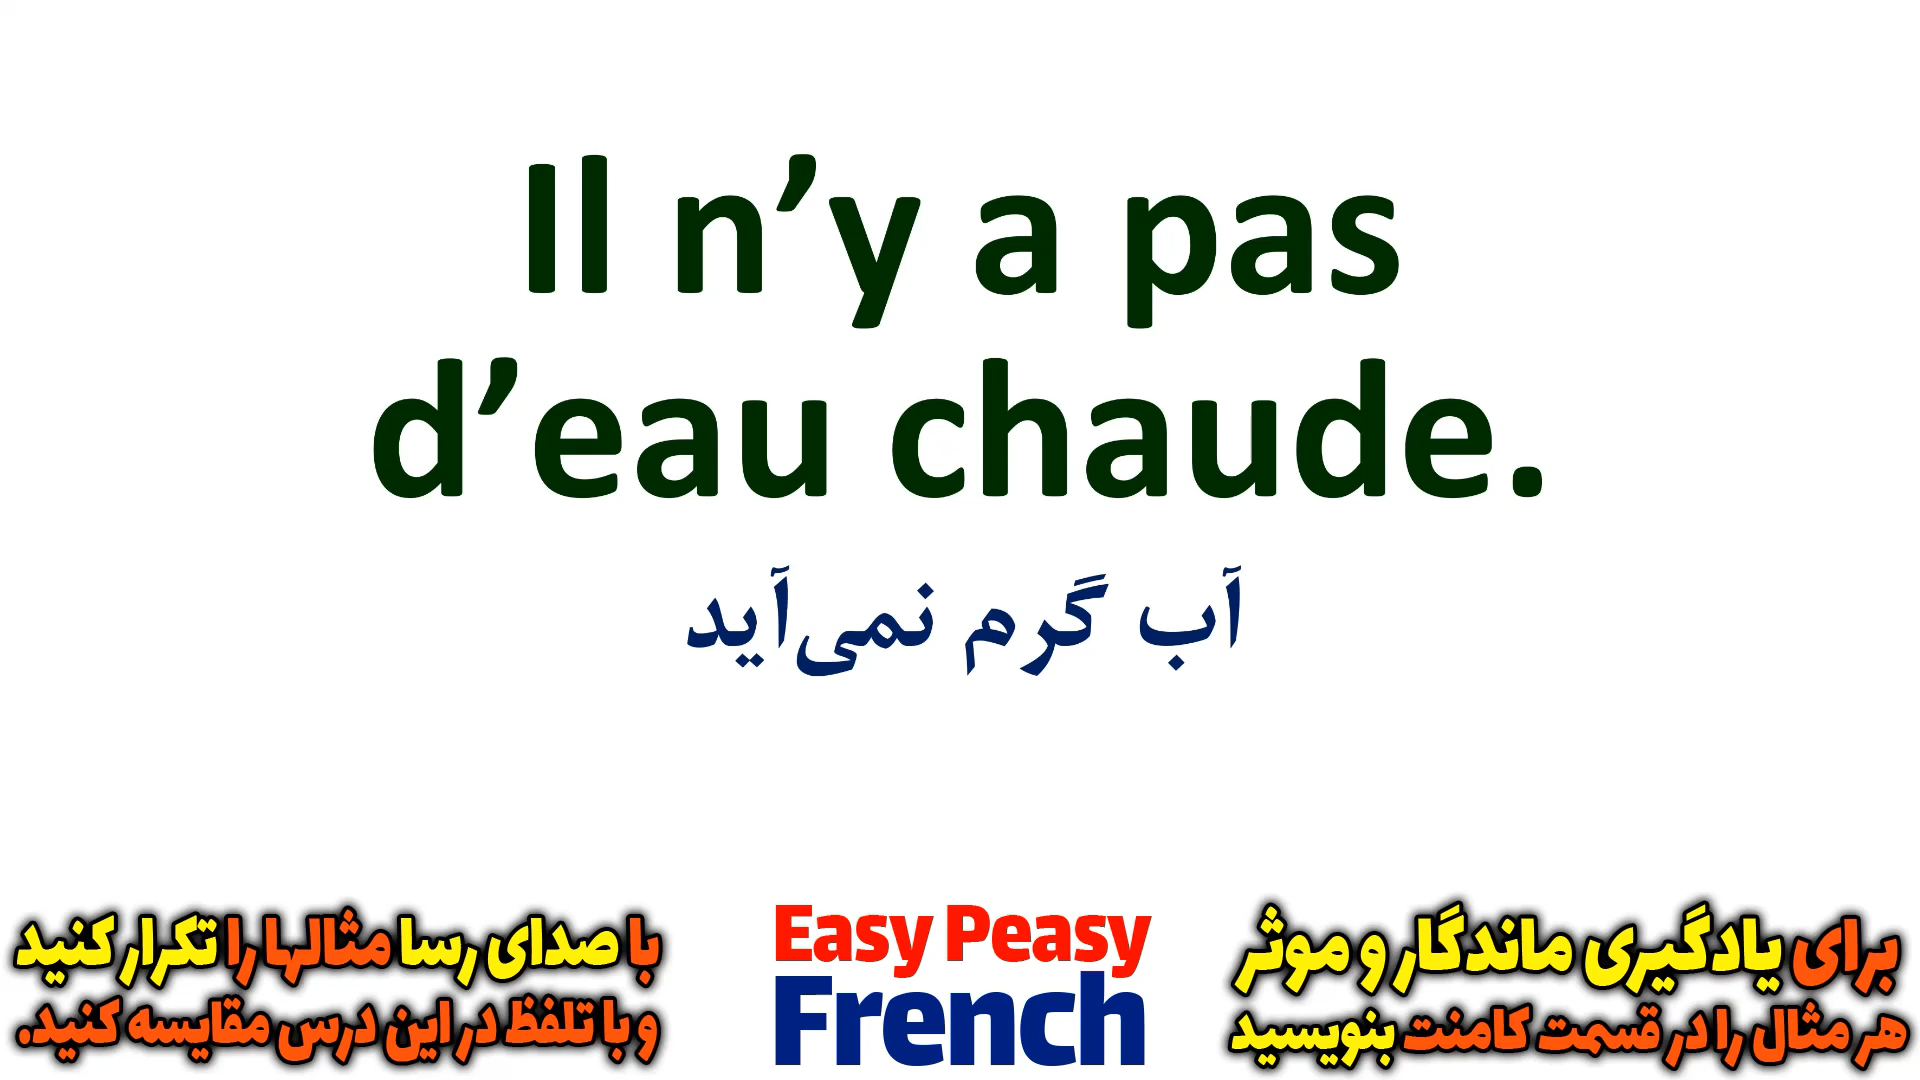 Il n’y a pas
d’eau chaude.
آب گرم نمی‌آید
برای یادگیری ماندگار و موثر
هر مثال را در قسمت کامنت بنویسید
Easy Peasy
French
با صدای رسا مثالها را تکرار کنید
و با تلفظ در این درس مقایسه کنید.